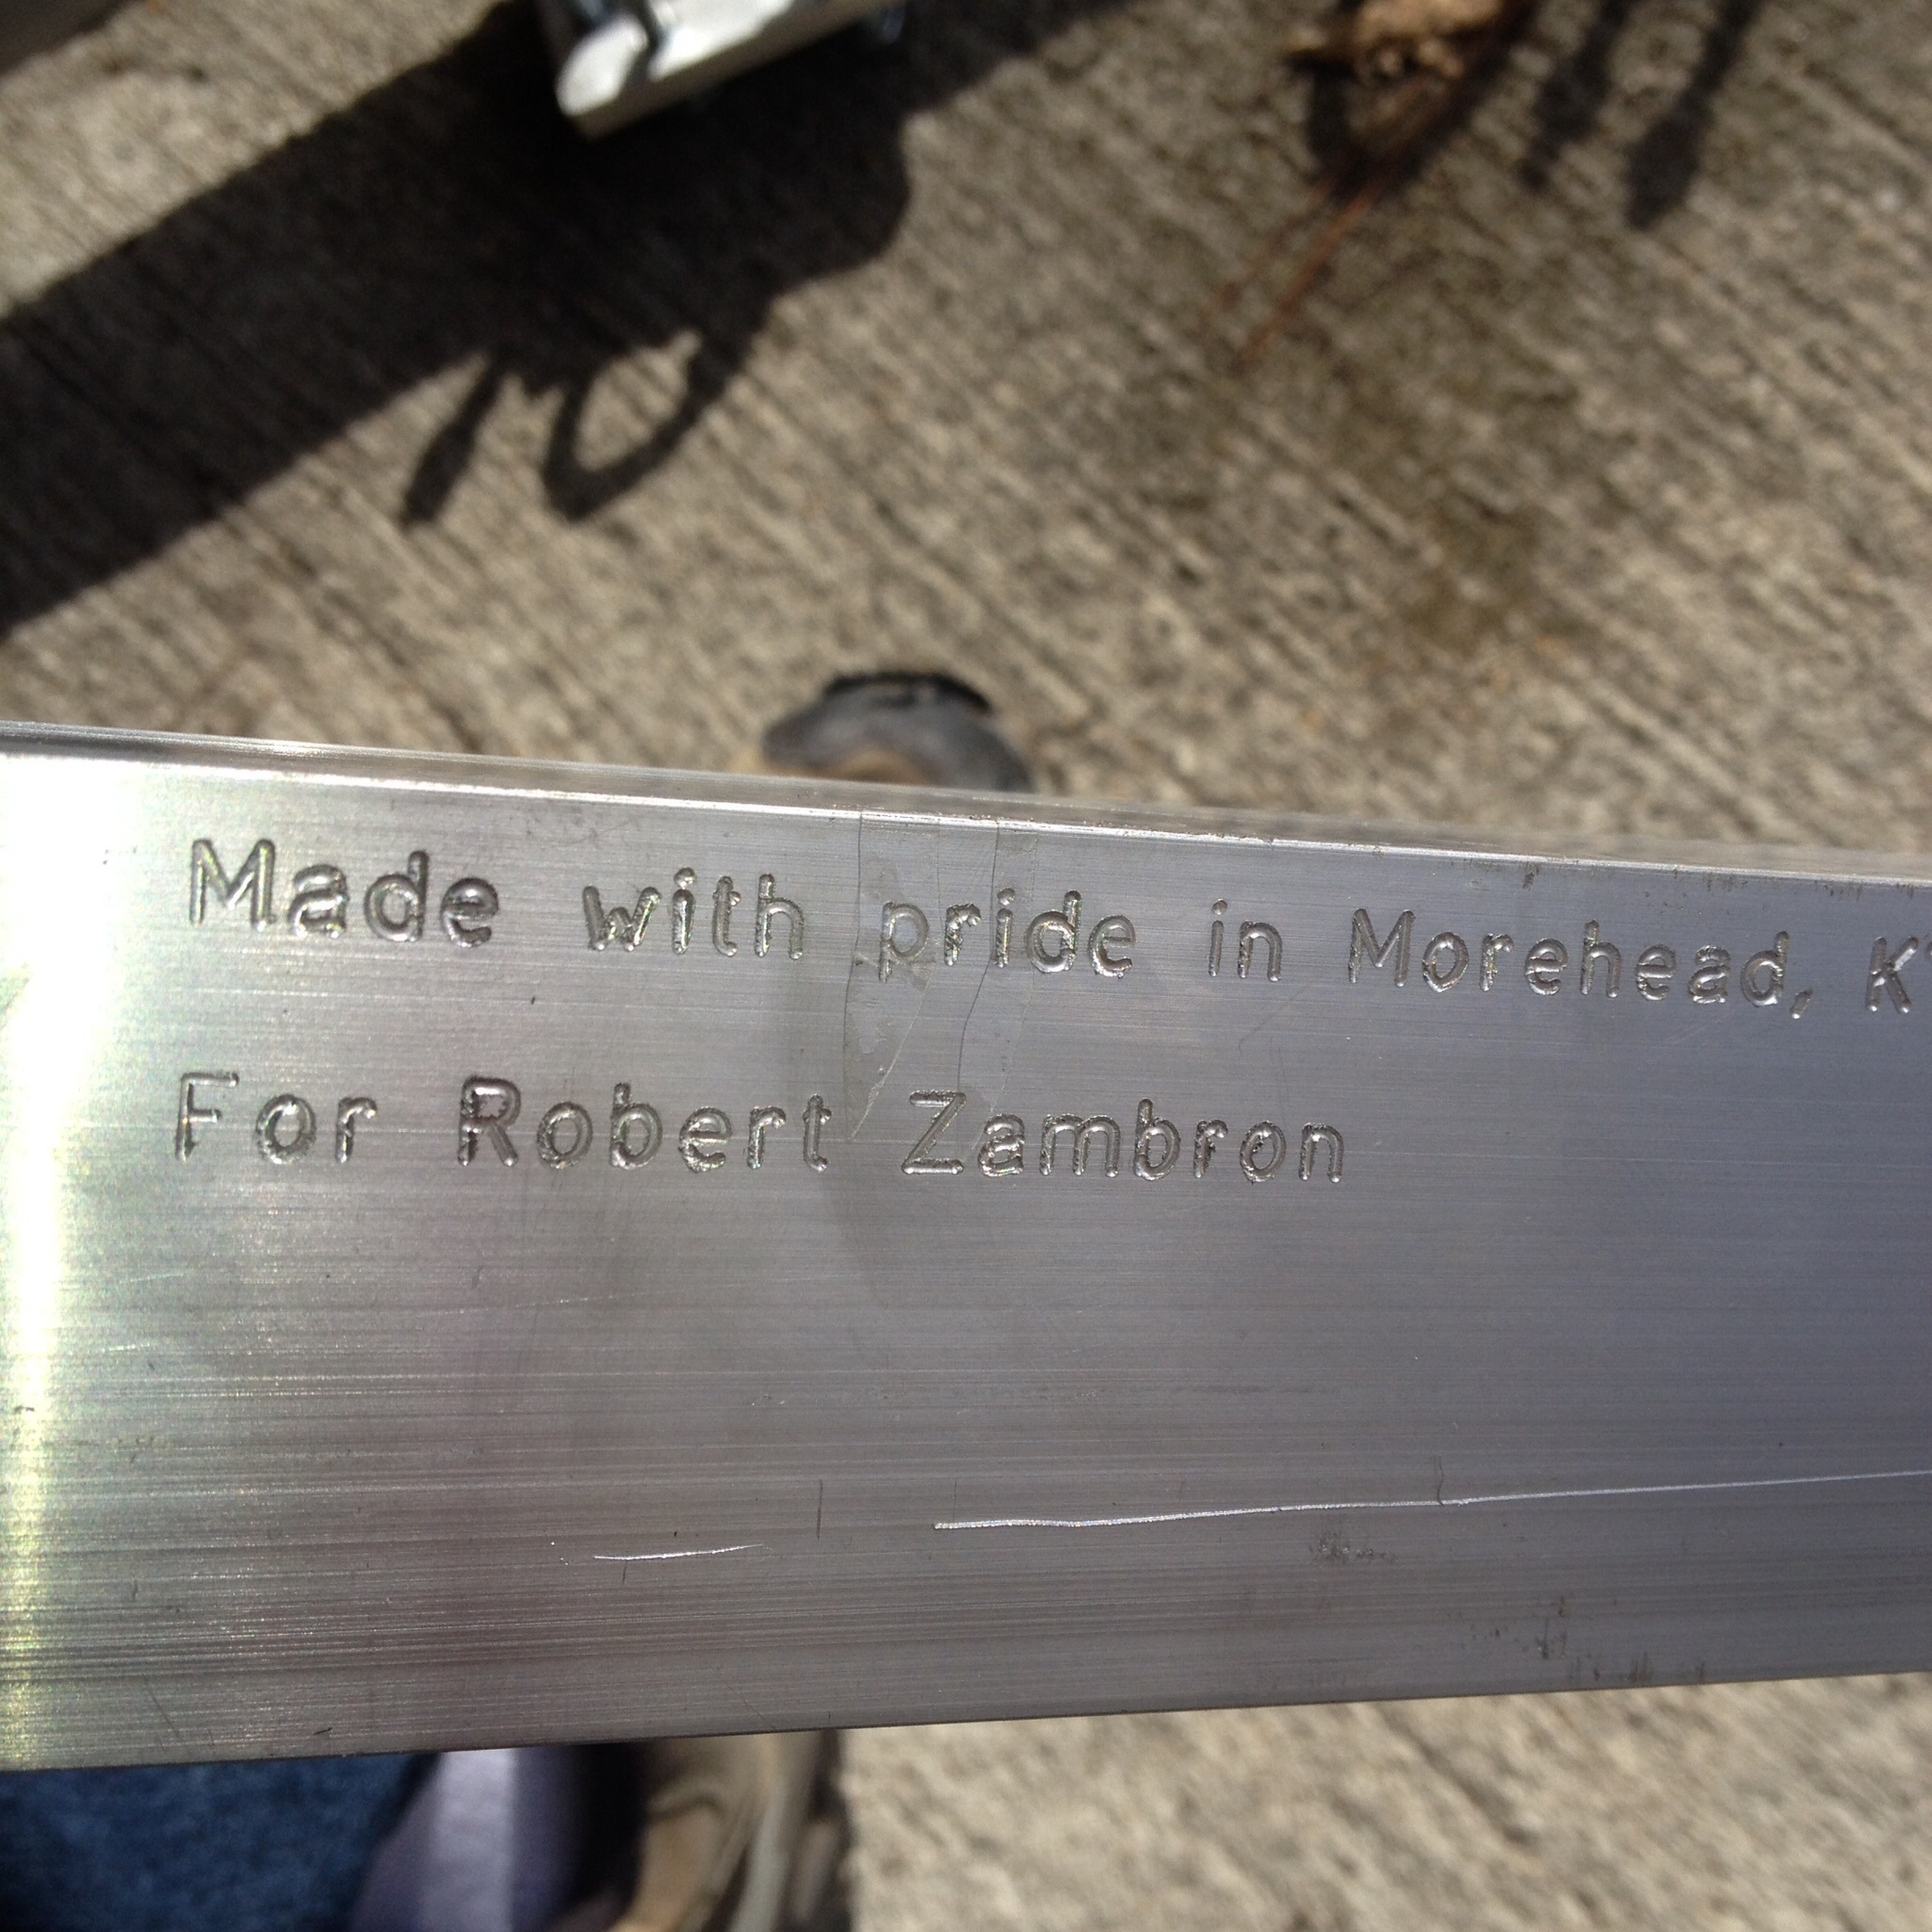 Made with pride in Morehead, K
For Robert Zambron